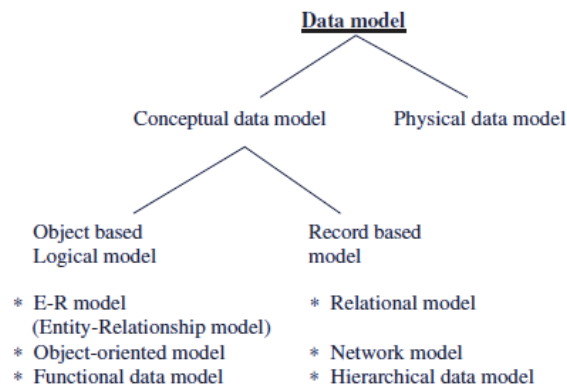 Data model
Conceptual data model
Physical data model
Object based
Logical model
Record based
model
* E-R model
(Entity-Relationship model)
* Object-oriented model
* Functional data model
* Relational model
* Network model
* Hierarchical data model